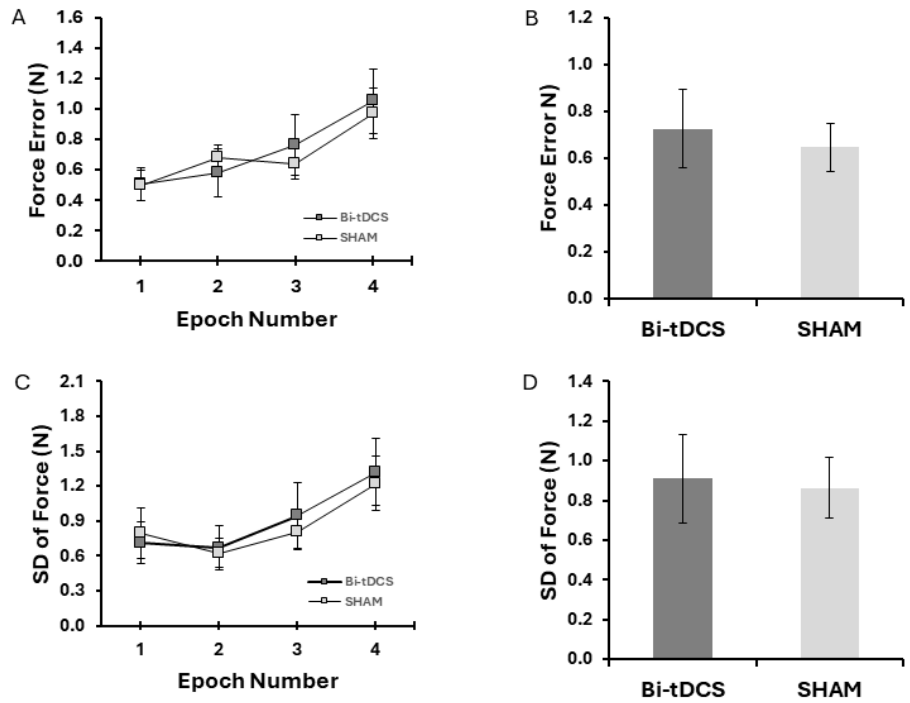 A
1.6
1.4
1.2
1.0
0.8
0.6
0.4
0.2
0.0
Force Error (N)
Bi-tDCS
SHAM
1 2 3 4
Epoch Number
B
1.2
1.0
0.8
0.6
0.4
0.2
0.0
Force Error N)
Bi-tDCS SHAM
C
2.1
1.8
1.5
1.2
0.9
0.6
0.3
0.0
SD of Force (N)
Bi-tDCS
SHAM
1 2 3 4
Epoch Number
D
1.4
1.2
1.0
0.8
0.6
0.4
0.2
0.0
SD of Force (N)
Bi-tDCS SHAM